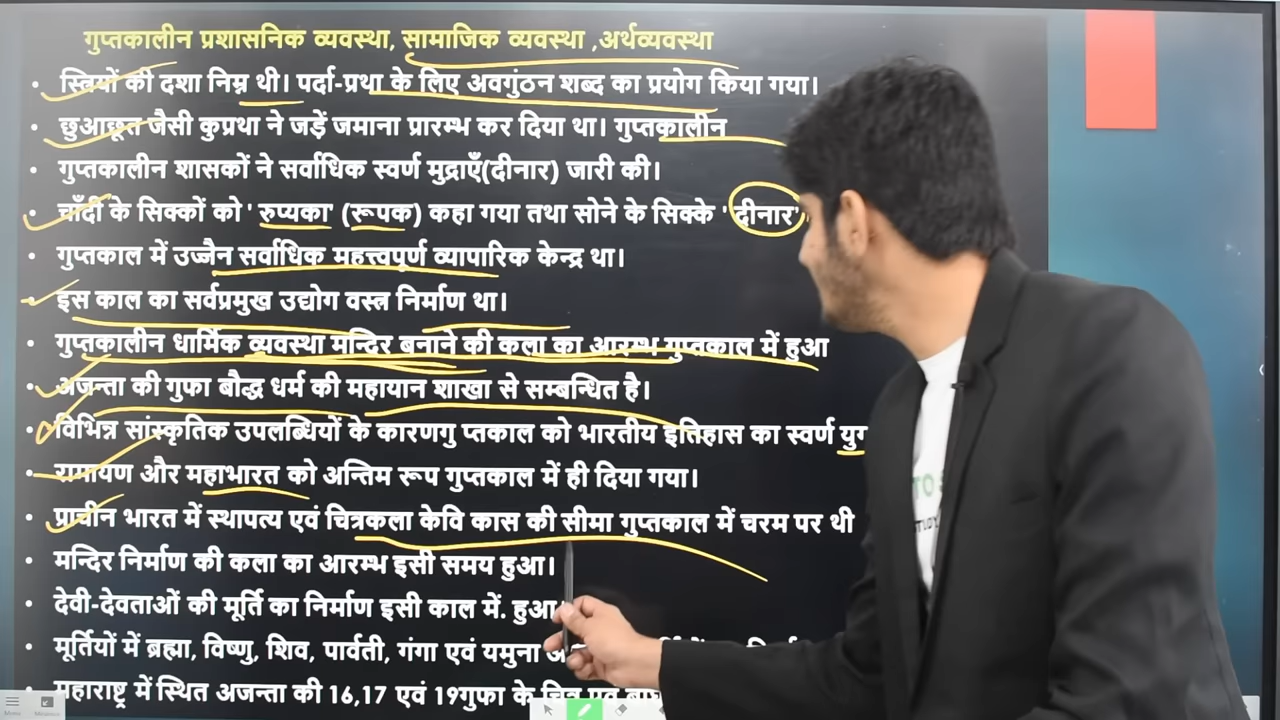 गुप्तकालीन प्रशासनिक व्यवस्था, सामाजिक व्यवस्था ,अर्थव्यवस्था
• स्त्रियों की दशा निम्न थी। पर्दा-प्रथा के लिए अवगुंठन शब्द का प्रयोग किया गया।
• छुआछूत जैसी कुप्रथा ने जड़ें जमाना प्रारम्भ कर दिया था। गुप्तकालीन
• गुप्तकालीन शासकों ने सर्वाधिक स्वर्ण मुद्राएँ(दीनार) जारी की।
• चाँदी के सिक्कों को ' रुप्यका' (रूपक) कहा गया तथा सोने के सिक्के ' दीनार'
• गुप्तकाल में उज्जैन सर्वाधिक महत्त्वपूर्ण व्यापारिक केन्द्र था।
• इस काल का सर्वप्रमुख उद्योग वस्त्र निर्माण था।
• गुप्तकालीन धार्मिक व्यवस्था मन्दिर बनाने की कला का आरम्भ गुप्तकाल में हुआ
• अजन्ता की गुफा बौद्ध धर्म की महायान शाखा से सम्बन्धित है।
• विभिन्न सांस्कृतिक उपलब्धियों के कारणगु प्तकाल को भारतीय इतिहास का स्वर्ण युग
• रामायण और महाभारत को अन्तिम रूप गुप्तकाल में ही दिया गया।
• प्राचीन भारत में स्थापत्य एवं चित्रकला केवि कास की सीमा गुप्तकाल में चरम पर थी
• मन्दिर निर्माण की कला का आरम्भ इसी समय हुआ।
• देवी-देवताओं की मूर्ति का निर्माण इसी काल में. हुआ
• मूर्तियों में ब्रह्मा, विष्णु, शिव, पार्वती, गंगा एवं यमुना
• महाराष्ट्र में स्थित अजन्ता की 16,17 एवं 19गुफा के चित्र एवं